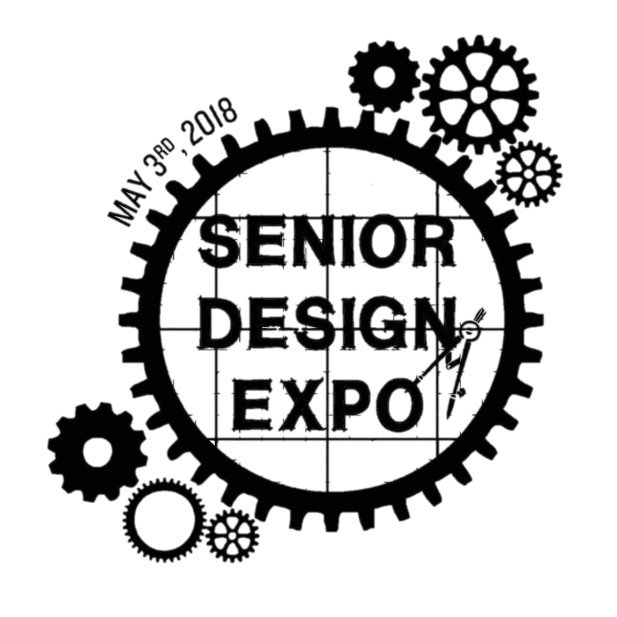 MAY 3RD, 2018
SENIOR
DESIGN
EXPO